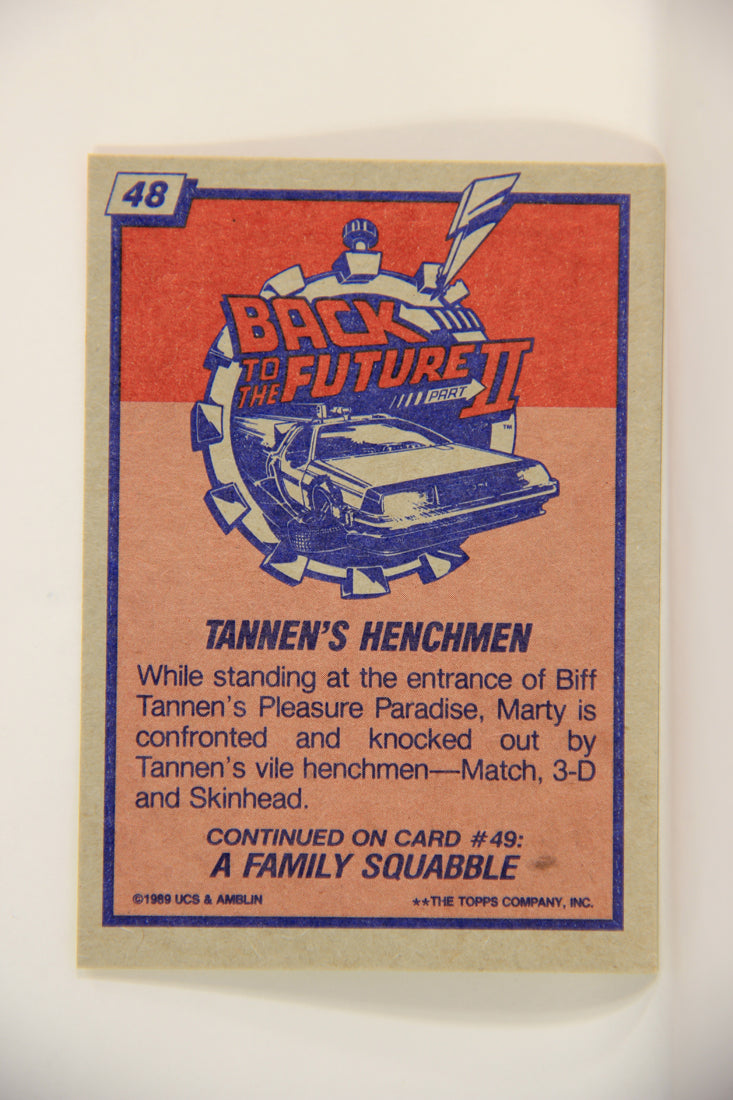 48
BACK
TO THE FUTURE II
PART
TM
TANNEN'S HENCHMEN
While standing at the entrance of Biff
Tannen's Pleasure Paradise, Marty is
confronted and knocked out by
Tannen's vile henchmen—Match, 3-D
and Skinhead.
CONTINUED ON CARD #49:
A FAMILY SQUABBLE
©1989 UCS & AMBLIN
**THE TOPPS COMPANY, INC.